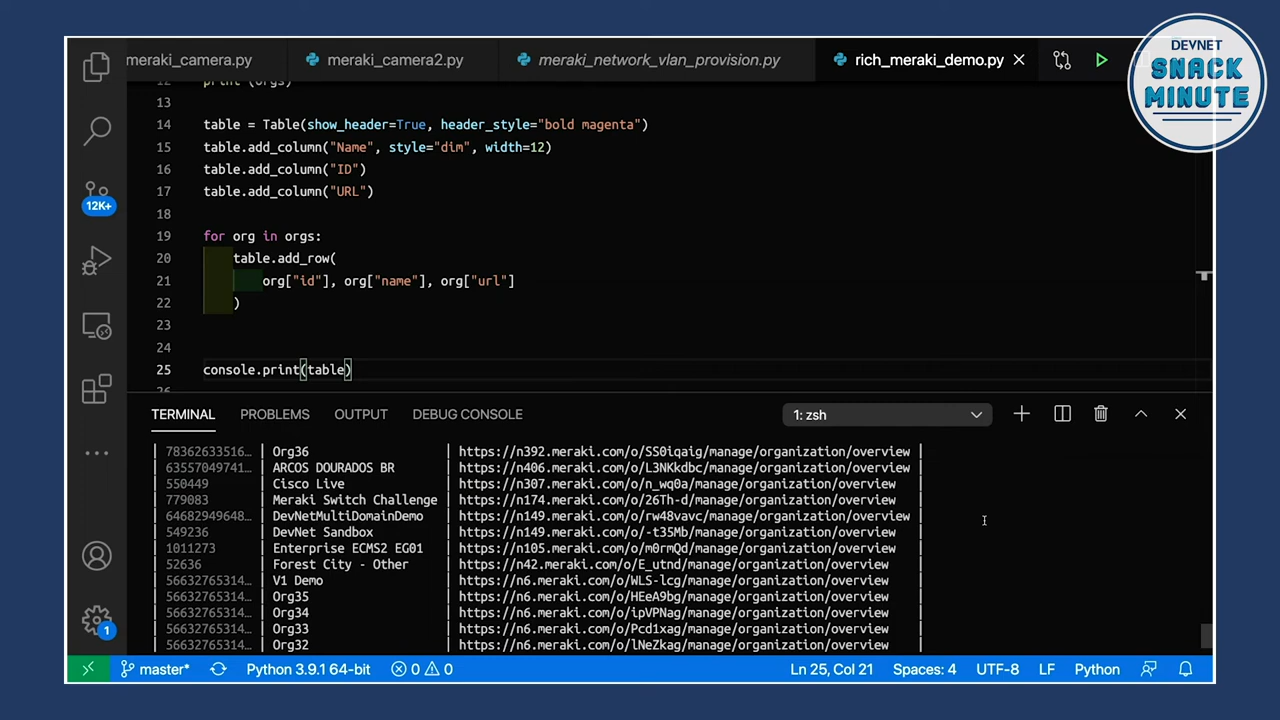 DEVNET
SNACK
MINUTE
meraki_camera.py
meraki_camera2.py
meraki_network_vlan_provision.py
rich_meraki_demo.py
12 print (orgs)
13
14 table = Table(show_header=True, header_style="bold magenta")
15 table.add_column("Name", style="dim", width=12)
16 table.add_column("ID")
17 table.add_column("URL")
18
19 for org in orgs:
20 table.add_row(
21 org["id"], org["name"], org["url"]
22 )
23
24
25 console.print(table)
26
12K+
TERMINAL PROBLEMS OUTPUT DEBUG CONSOLE 1: zsh
78362633516… | Org36 | https://n392.meraki.com/o/SS0iqaig/manage/organization/overview |
63557049741… | ARCOS DOURADOS BR | https://n406.meraki.com/o/L3NKkdbc/manage/organization/overview |
550449 | Cisco Live | https://n307.meraki.com/o/n_wq0a/manage/organization/overview |
779083 | Meraki Switch Challenge | https://n174.meraki.com/o/26Th-d/manage/organization/overview |
64682949648… | DevNetMultiDomainDemo | https://n149.meraki.com/o/rw48vavc/manage/organization/overview |
549236 | DevNet Sandbox | https://n149.meraki.com/o/-t35Mb/manage/organization/overview |
1011273 | Enterprise ECMS2 EG01 | https://n105.meraki.com/o/m0rmQd/manage/organization/overview |
52636 | Forest City - Other | https://n42.meraki.com/o/E_utnd/manage/organization/overview |
56632765314… | V1 Demo | https://n6.meraki.com/o/WLS-lcg/manage/organization/overview |
56632765314… | Org35 | https://n6.meraki.com/o/HEeA9bg/manage/organization/overview |
56632765314… | Org34 | https://n6.meraki.com/o/ipVPNag/manage/organization/overview |
56632765314… | Org33 | https://n6.meraki.com/o/Pcd1xag/manage/organization/overview |
56632765314… | Org32 | https://n6.meraki.com/o/lNeZkag/manage/organization/overview |
1
master* Python 3.9.1 64-bit 0 0 Ln 25, Col 21 Spaces: 4 UTF-8 LF Python